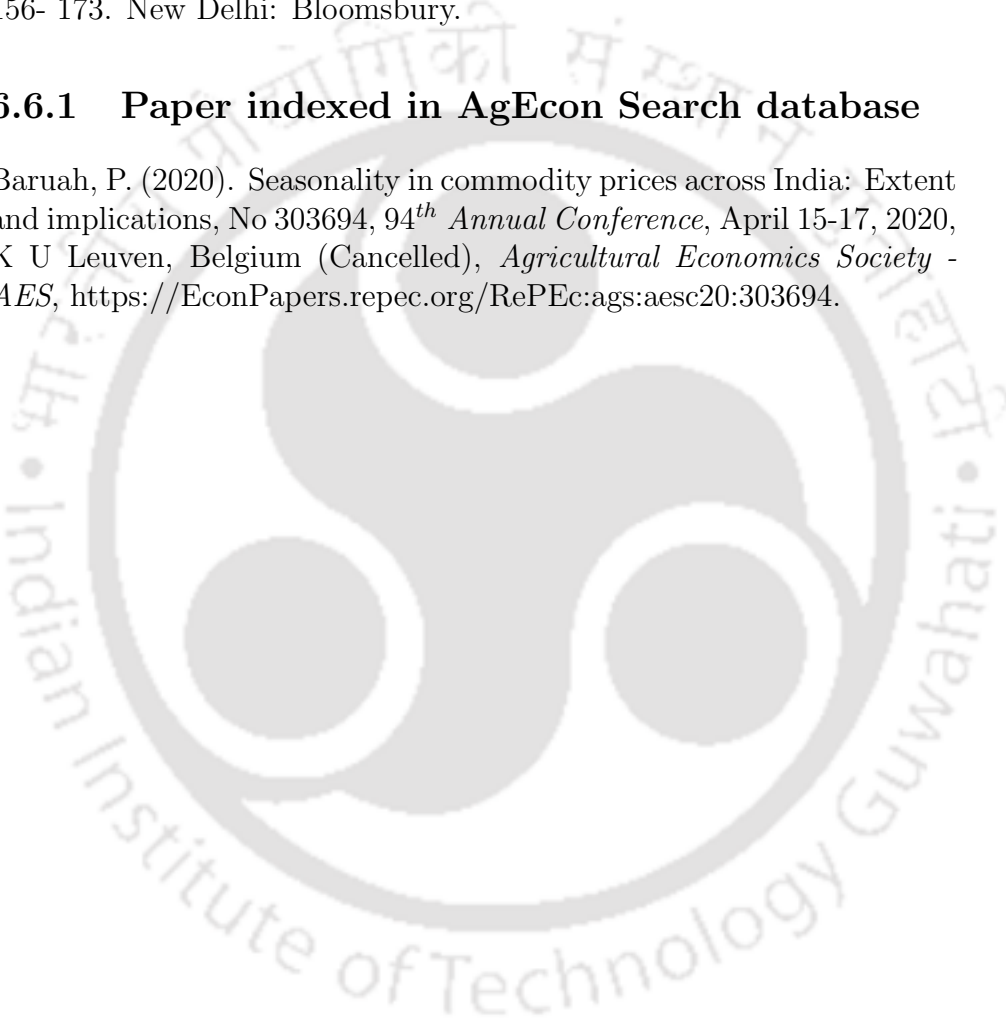 156- 173. New Delhi: Bloomsbury.
6.6.1 Paper indexed in AgEcon Search database
Baruah, P. (2020). Seasonality in commodity prices across India: Extent
and implications, No 303694, 94th Annual Conference, April 15-17, 2020,
K U Leuven, Belgium (Cancelled), Agricultural Economics Society -
AES, https://EconPapers.repec.org/RePEc:ags:aesc20:303694.
भारतीय प्रौद्योगिकी संस्थान गुवाहाटी
Indian Institute of Technology Guwahati